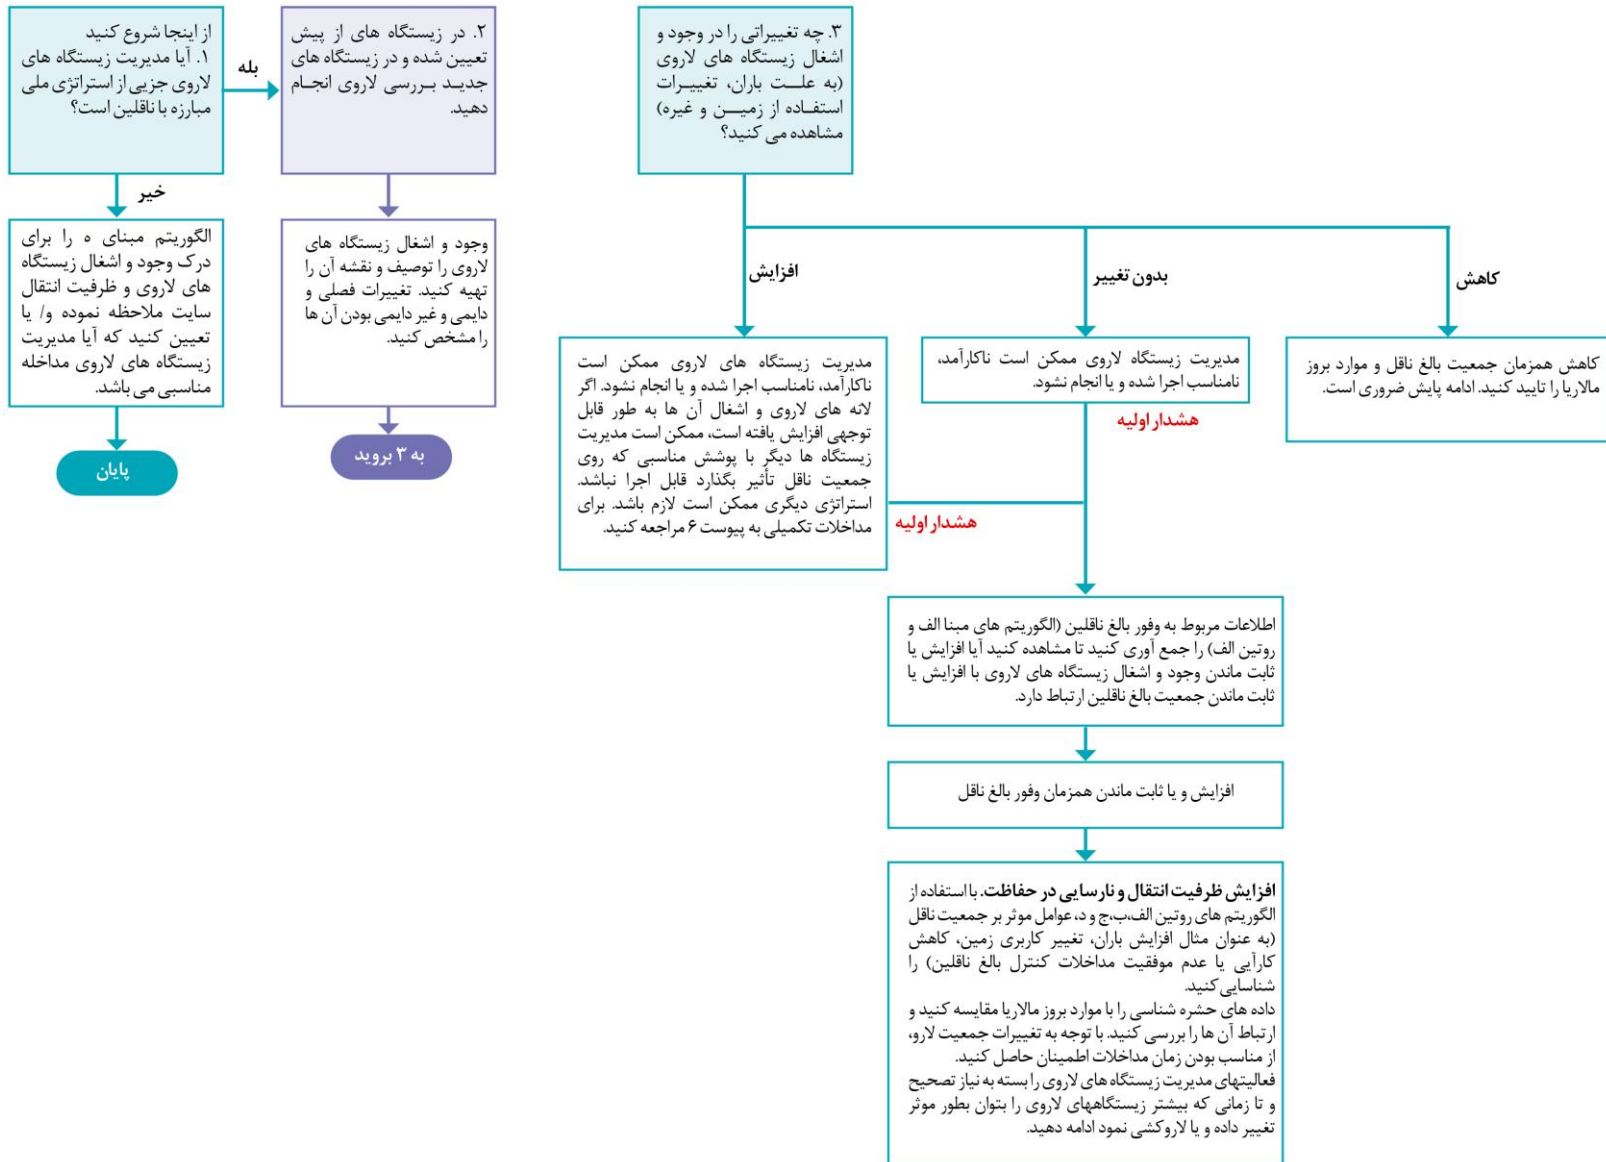 از اینجا شروع کنید
۱. آیا مدیریت زیستگاه های
لاروی جزیی از استراتژی ملی
مبارزه با ناقلین است؟
بله
خیر
الگوریتم مبنای ه را برای
درک وجود و اشغال زیستگاه
های لاروی و ظرفیت انتقال
سایت ملاحظه نموده و/ یا
تعیین کنید که آیا مدیریت
زیستگاه های لاروی مداخله
مناسبی می باشد.
پایان
۲. در زیستگاه های از پیش
تعیین شده و در زیستگاه های
جدید بررسی لاروی انجام
دهید.
وجود و اشغال زیستگاه های
لاروی را توصیف و نقشه آن را
تهیه کنید. تغییرات فصلی و
دایمی و غیر دایمی بودن آن ها
را مشخص کنید.
به ۳ بروید
۳. چه تغییراتی را در وجود و
اشغال زیستگاه های لاروی
(به علت باران، تغییرات
استفاده از زمین و غیره)
مشاهده می کنید؟
افزایش
بدون تغییر
کاهش
مدیریت زیستگاه های لاروی ممکن است
ناکارآمد، نامناسب اجرا شده و یا انجام نشود. اگر
لانه های لاروی و اشغال آن ها به طور قابل
توجهی افزایش یافته است، ممکن است مدیریت
زیستگاه ها دیگر با پوشش مناسبی که روی
جمعیت ناقل تأثیر بگذارد قابل اجرا نباشد.
استراتژی دیگری ممکن است لازم باشد. برای
مداخلات تکمیلی به پیوست ۶ مراجعه کنید.
هشدار اولیه
مدیریت زیستگاه لاروی ممکن است ناکارآمد،
نامناسب اجرا شده و یا انجام نشود.
هشدار اولیه
کاهش همزمان جمعیت بالغ ناقل و موارد بروز
مالاریا را تایید کنید. ادامه پایش ضروری است.
اطلاعات مربوط به وفور بالغ ناقلین (الگوریتم های مبنا الف و
روتین الف) را جمع آوری کنید تا مشاهده کنید آیا افزایش یا
ثابت ماندن وجود و اشغال زیستگاه های لاروی با افزایش یا
ثابت ماندن جمعیت بالغ ناقلین ارتباط دارد.
افزایش و یا ثابت ماندن همزمان وفور بالغ ناقل
افزایش ظرفیت انتقال و نارسایی در حفاظت. با استفاده از
الگوریتم های روتین الف،ب،ج و د، عوامل موثر بر جمعیت ناقل
(به عنوان مثال افزایش باران، تغییر کاربری زمین، کاهش
کارآیی یا عدم موفقیت مداخلات کنترل بالغ ناقلین) را
شناسایی کنید.
داده های حشره شناسی را با موارد بروز مالاریا مقایسه کنید و
ارتباط آن ها را بررسی کنید. با توجه به تغییرات جمعیت لارو،
از مناسب بودن زمان مداخلات اطمینان حاصل کنید.
فعالیتهای مدیریت زیستگاه های لاروی را بسته به نیاز تصحیح
و تا زمانی که بیشتر زیستگاههای لاروی را بتوان بطور موثر
تغییر داده و یا لاروکشی نمود ادامه دهید.